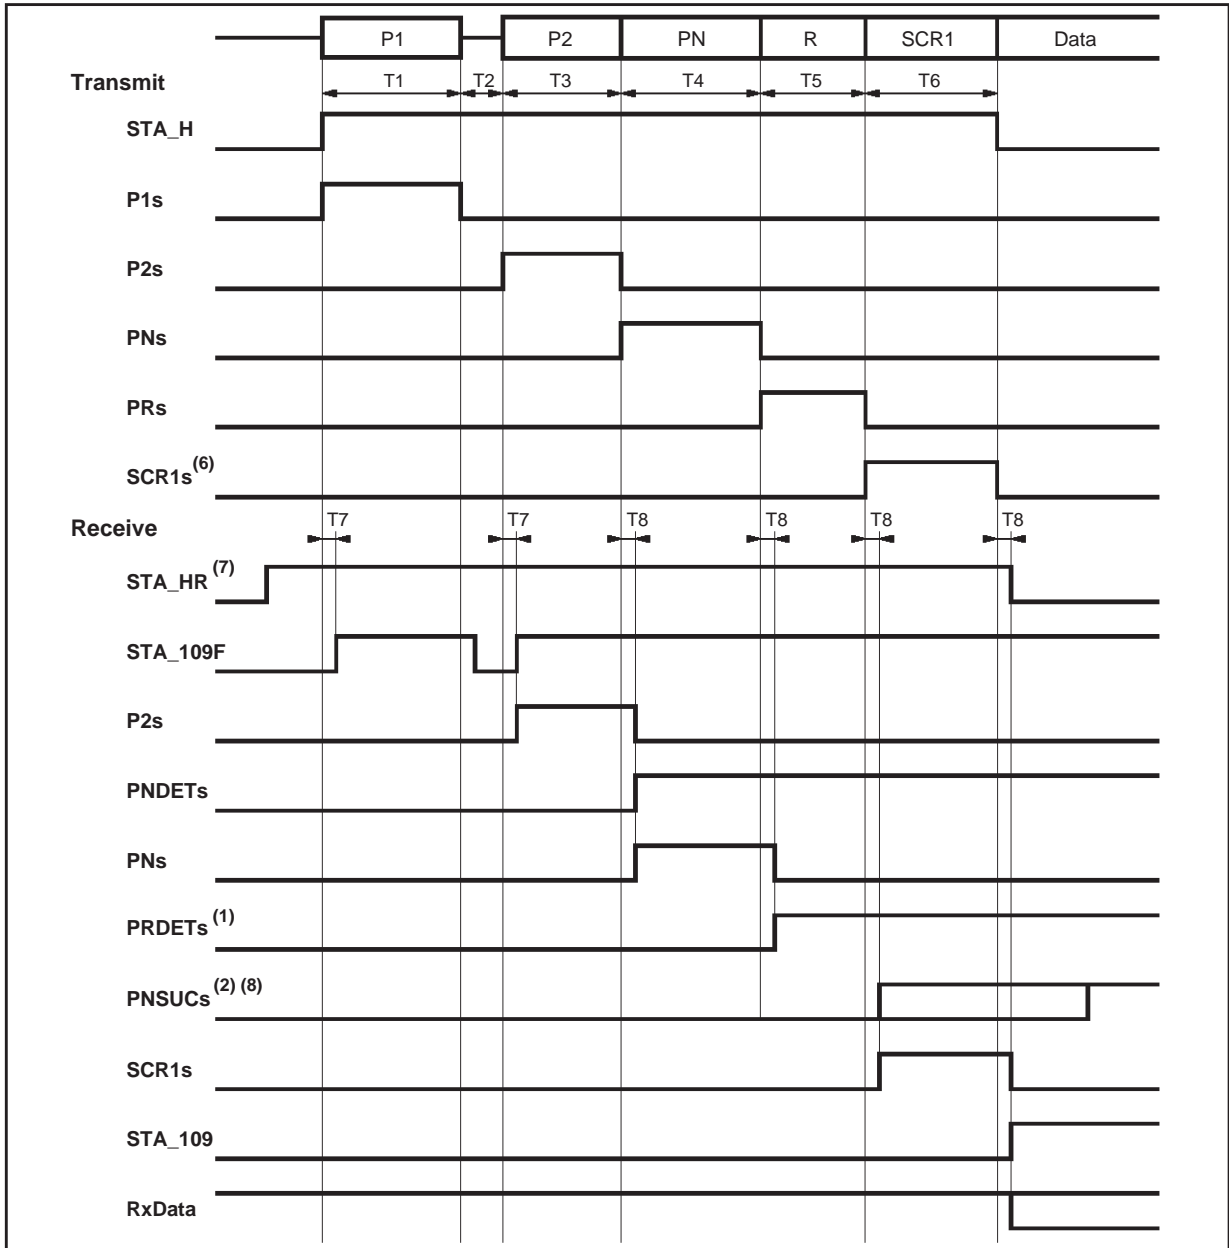 P1 P2 PN R SCR1 Data
Transmit
T1 T2 T3 T4 T5 T6
STA_H
P1s
P2s
PNs
PRs
SCR1s (6)
Receive
T7 T7 T8 T8 T8 T8
STA_HR (7)
STA_109F
P2s
PNDETs
PNs
PRDETs (1)
PNSUCs (2) (8)
SCR1s
STA_109
RxData